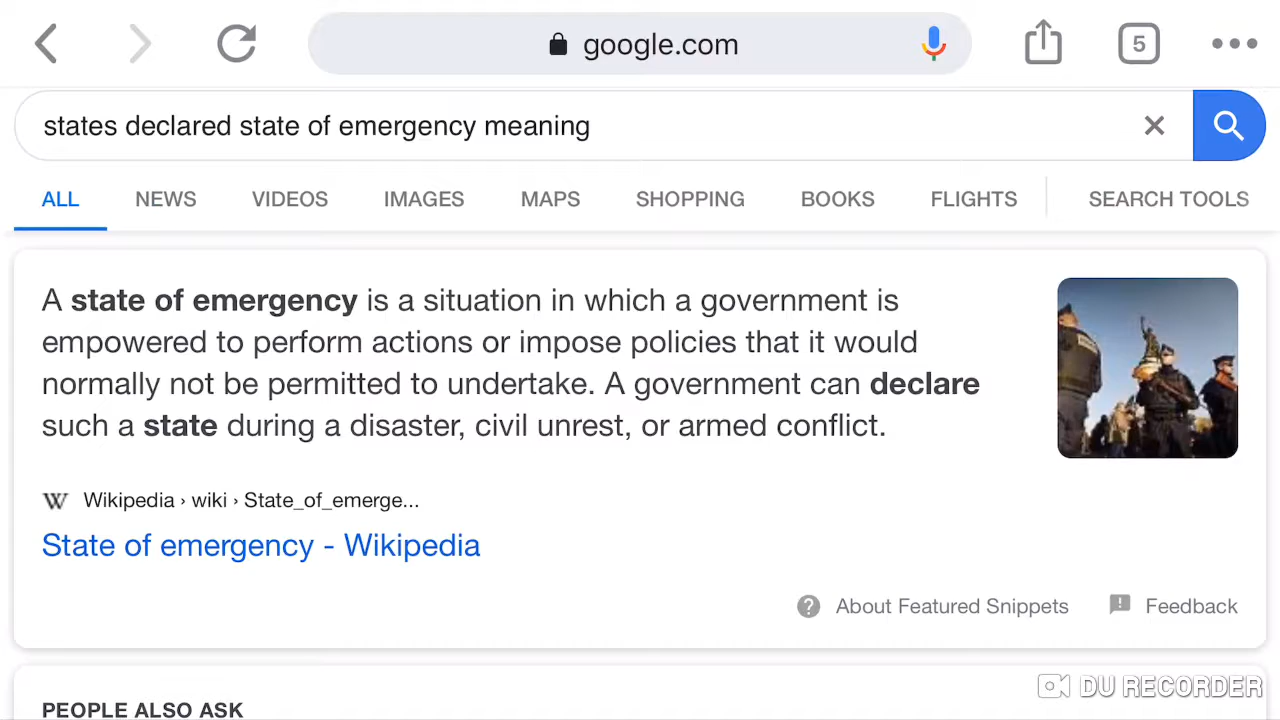 google.com
5
states declared state of emergency meaning
ALL NEWS VIDEOS IMAGES MAPS SHOPPING BOOKS FLIGHTS SEARCH TOOLS
A state of emergency is a situation in which a government is
empowered to perform actions or impose policies that it would
normally not be permitted to undertake. A government can declare
such a state during a disaster, civil unrest, or armed conflict.
W Wikipedia › wiki › State_of_emerge...
State of emergency - Wikipedia
About Featured Snippets Feedback
DU RECORDER
PEOPLE ALSO ASK